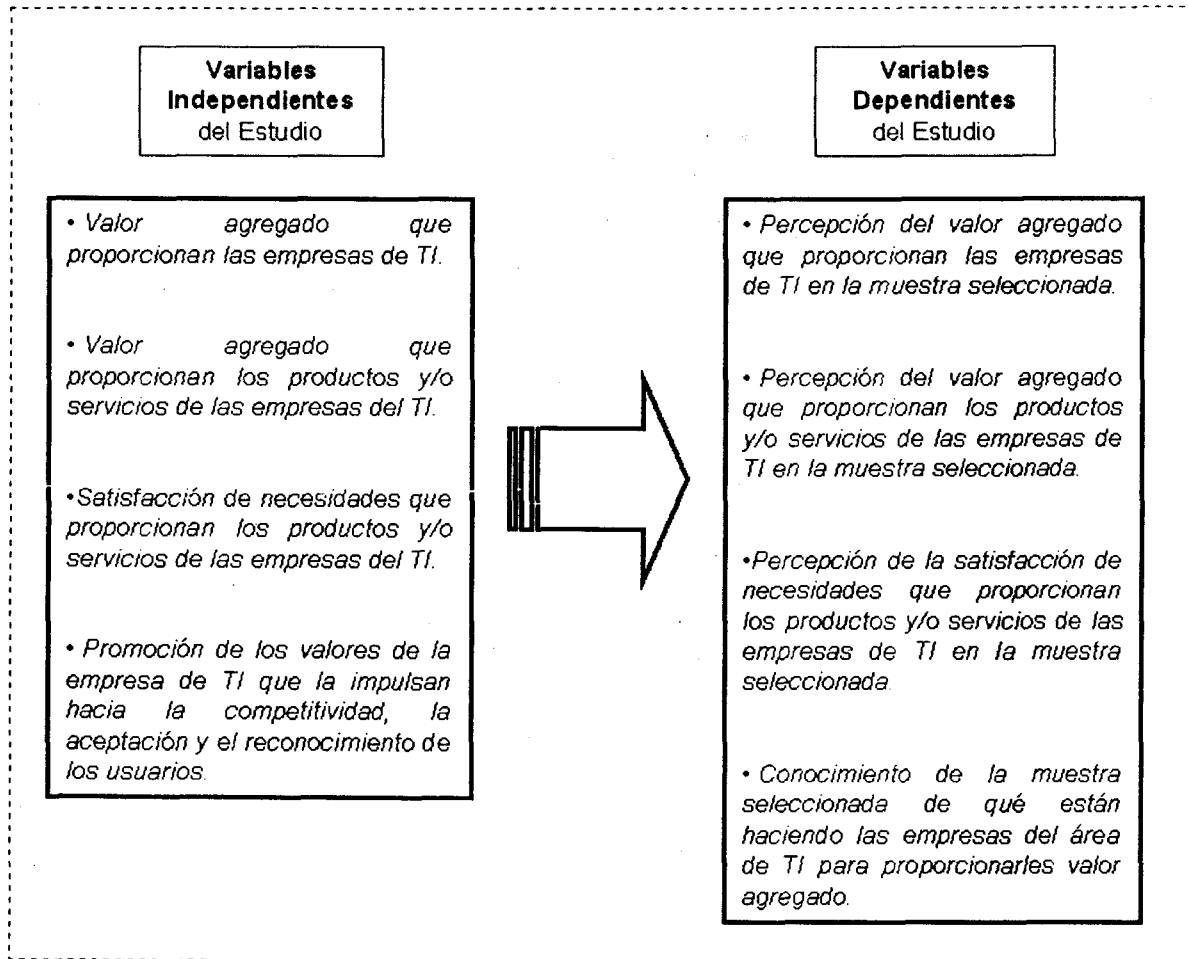 Variables
Independientes
del Estudio
• Valor agregado que
proporcionan las empresas de TI.
• Valor agregado que
proporcionan los productos y/o
servicios de las empresas del TI.
•Satisfacción de necesidades que
proporcionan los productos y/o
servicios de las empresas del TI.
• Promoción de los valores de la
empresa de TI que la impulsan
hacia la competitividad, la
aceptación y el reconocimiento de
los usuarios.
Variables
Dependientes
del Estudio
• Percepción del valor agregado
que proporcionan las empresas
de TI en la muestra seleccionada.
• Percepción del valor agregado
que proporcionan los productos
y/o servicios de las empresas de
TI en la muestra seleccionada.
•Percepción de la satisfacción de
necesidades que proporcionan
los productos y/o servicios de las
empresas de TI en la muestra
seleccionada.
• Conocimiento de la muestra
seleccionada de qué están
haciendo las empresas del área
de TI para proporcionarles valor
agregado.